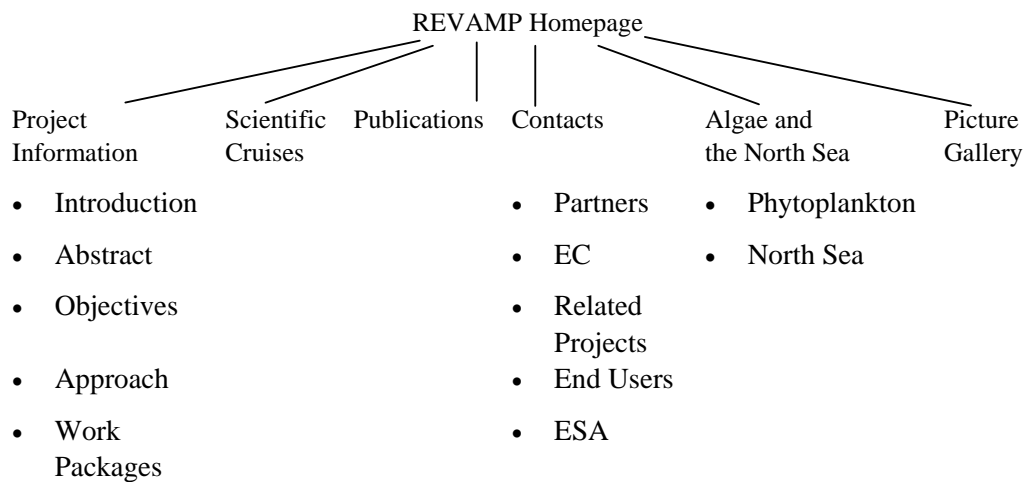 REVAMP Homepage
Project Information
Scientific Cruises
Publications
Contacts
Algae and the North Sea
Picture Gallery
• Introduction
• Abstract
• Objectives
• Approach
• Work Packages
• Partners
• EC
• Related Projects
• End Users
• ESA
• Phytoplankton
• North Sea